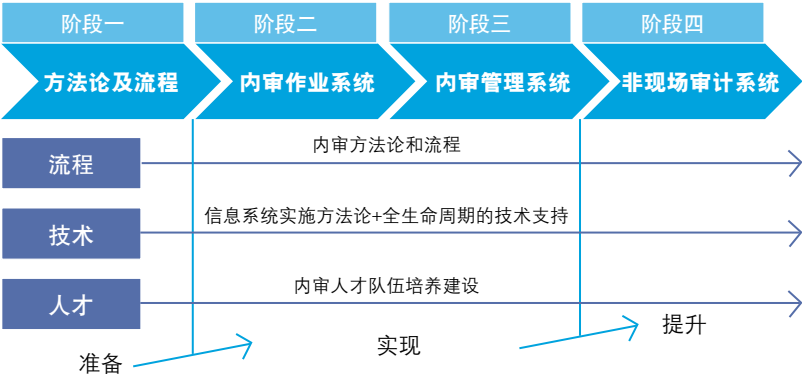 阶段一
阶段二
阶段三
阶段四
方法论及流程
内审作业系统
内审管理系统
非现场审计系统
流程
内审方法论和流程
技术
信息系统实施方法论+全生命周期的技术支持
人才
内审人才队伍培养建设
准备
实现
提升